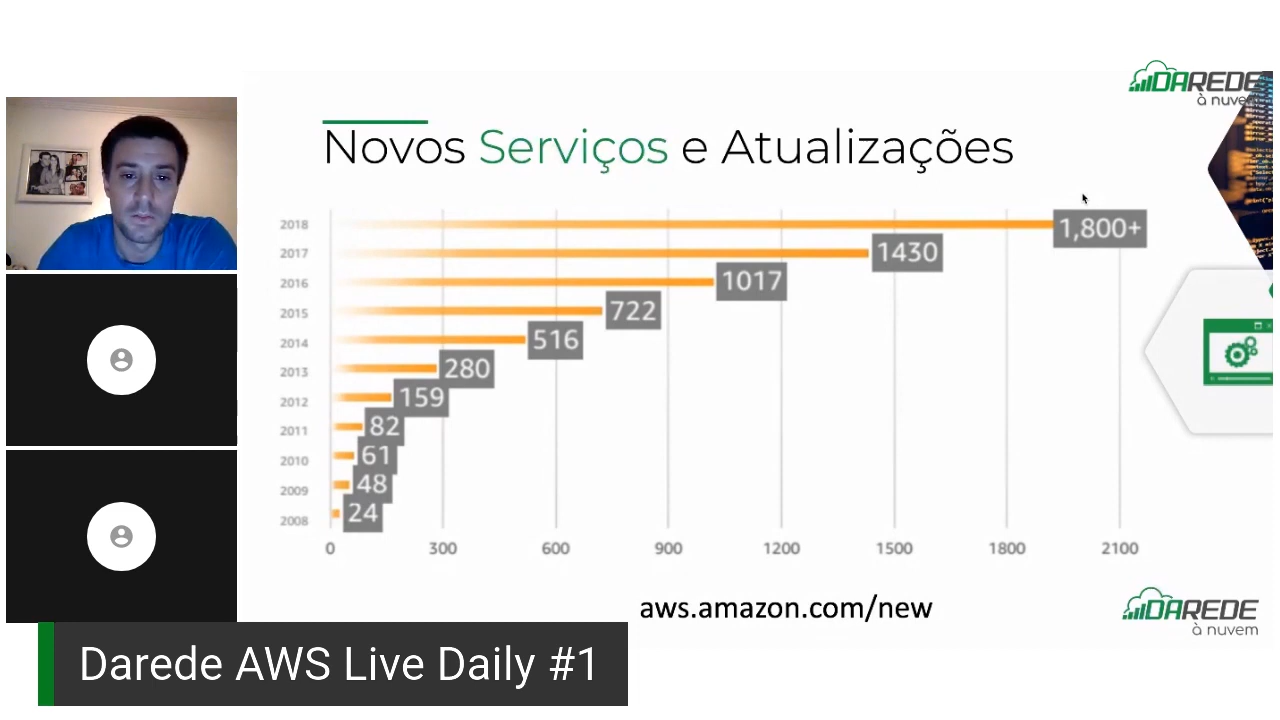 DAREDE
à nuvem
Novos Serviços e Atualizações
2018 1,800+
2017 1430
2016 1017
2015 722
2014 516
2013 280
2012 159
2011 82
2010 61
2009 48
2008 24
0 300 600 900 1200 1500 1800 2100
aws.amazon.com/new
DAREDE
à nuvem
Darede AWS Live Daily #1